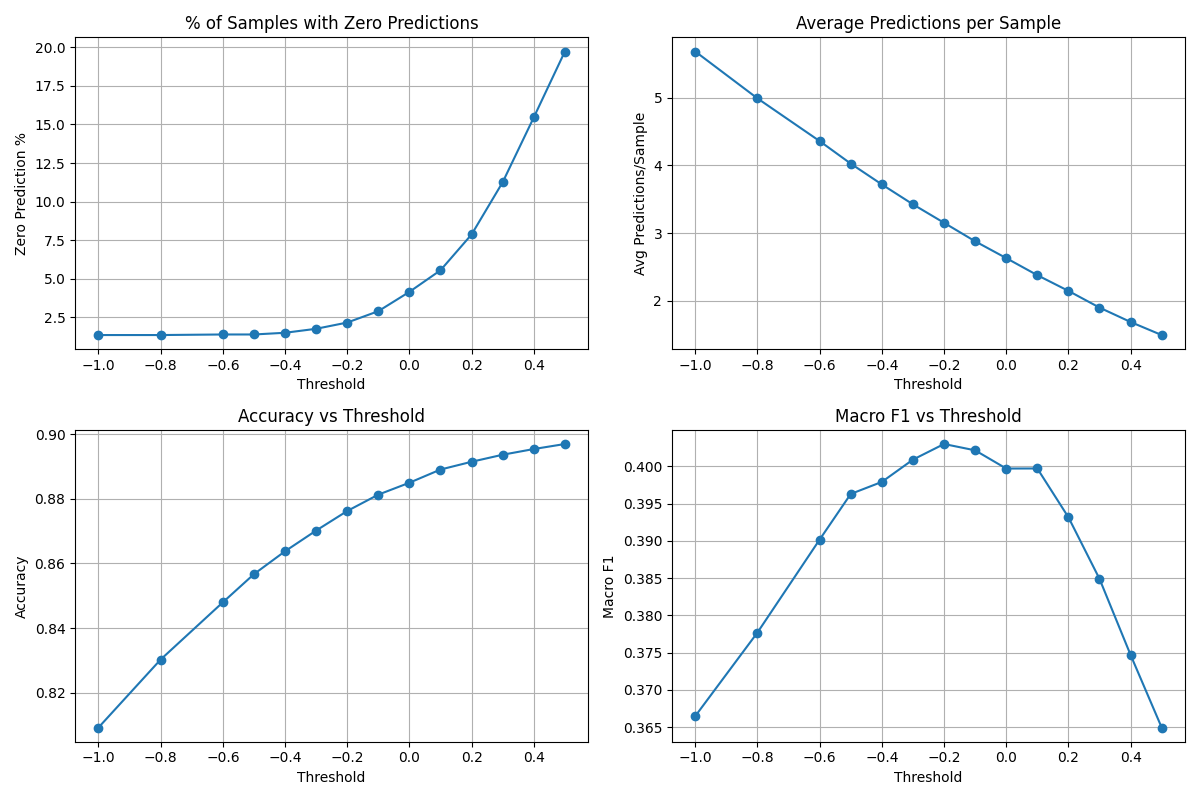 % of Samples with Zero Predictions
20.0
17.5
15.0
12.5
10.0
7.5
5.0
2.5
Zero Prediction %
−1.0 −0.8 −0.6 −0.4 −0.2 0.0 0.2 0.4
Threshold
Average Predictions per Sample
5
4
3
2
Avg Predictions/Sample
−1.0 −0.8 −0.6 −0.4 −0.2 0.0 0.2 0.4
Threshold
Accuracy vs Threshold
0.90
0.88
0.86
0.84
0.82
Accuracy
−1.0 −0.8 −0.6 −0.4 −0.2 0.0 0.2 0.4
Threshold
Macro F1 vs Threshold
0.400
0.395
0.390
0.385
0.380
0.375
0.370
0.365
Macro F1
−1.0 −0.8 −0.6 −0.4 −0.2 0.0 0.2 0.4
Threshold